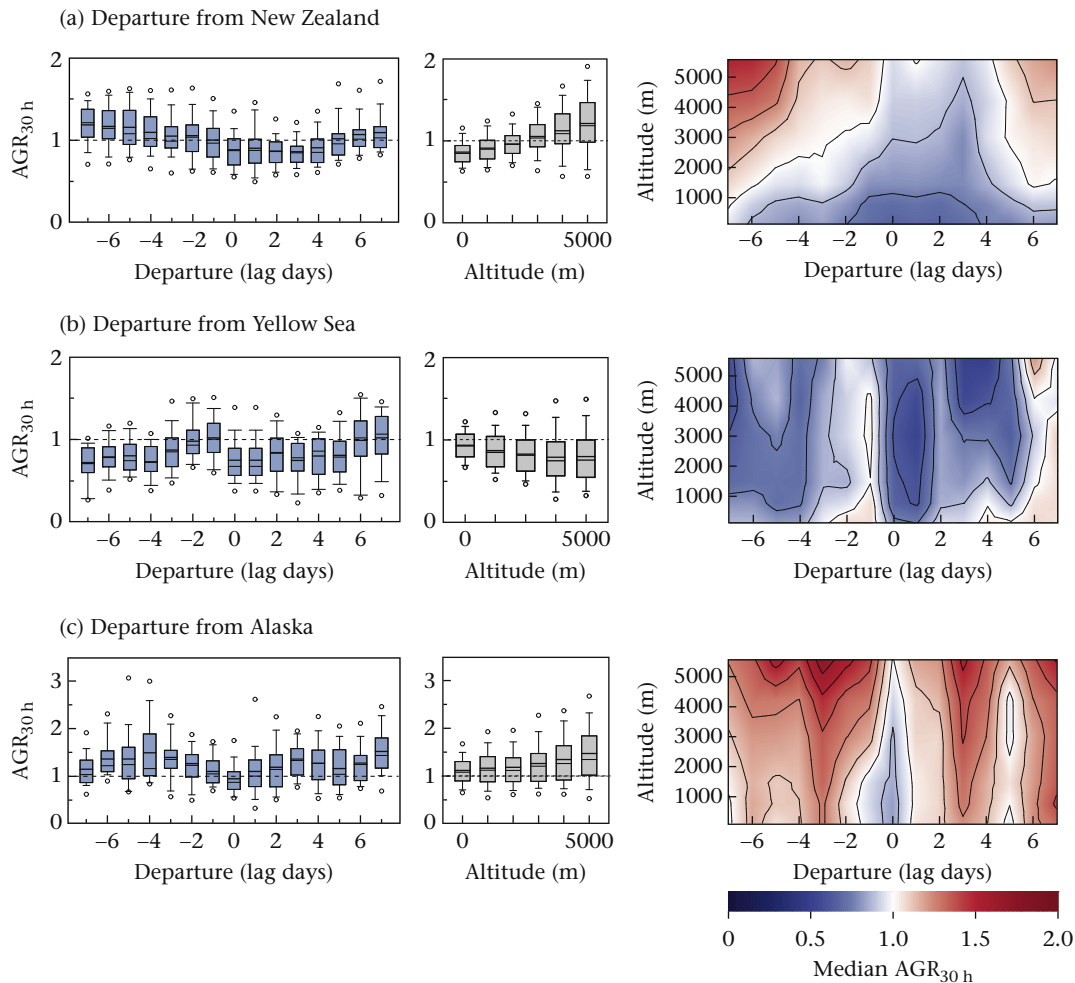 (a) Departure from New Zealand
2
1
0
AGR30 h
−6 −4 −2 0 2 4 6
Departure (lag days)
2
1
0
0 5000
Altitude (m)
5000
4000
3000
2000
1000
Altitude (m)
−6 −4 −2 0 2 4 6
Departure (lag days)
(b) Departure from Yellow Sea
2
1
0
AGR30 h
−6 −4 −2 0 2 4 6
Departure (lag days)
2
1
0
0 5000
Altitude (m)
5000
4000
3000
2000
1000
Altitude (m)
−6 −4 −2 0 2 4 6
Departure (lag days)
(c) Departure from Alaska
3
2
1
0
AGR30 h
−6 −4 −2 0 2 4 6
Departure (lag days)
3
2
1
0
0 5000
Altitude (m)
5000
4000
3000
2000
1000
Altitude (m)
−6 −4 −2 0 2 4 6
Departure (lag days)
0 0.5 1.0 1.5 2.0
Median AGR30 h